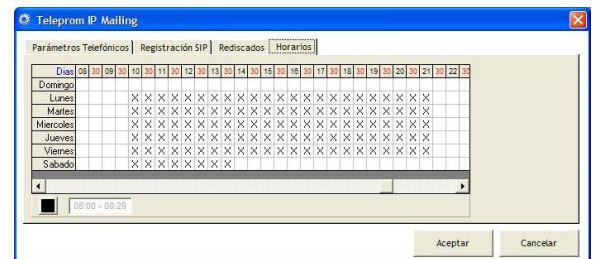 Teleprom IP Mailing
Parámetros Telefónicos Registración SIP Rediscados Horarios
Dias 08 30 09 30 10 30 11 30 12 30 13 30 14 30 15 30 16 30 17 30 18 30 19 30 20 30 21 30 22 30
Domingo
Lunes X X X X X X X X X X X X X X X X X X X X X X X
Martes X X X X X X X X X X X X X X X X X X X X X X X
Miercoles X X X X X X X X X X X X X X X X X X X X X X X
Jueves X X X X X X X X X X X X X X X X X X X X X X X
Viernes X X X X X X X X X X X X X X X X X X X X X X X
Sabado X X X X X X X X
08:00 - 08:29
Aceptar Cancelar